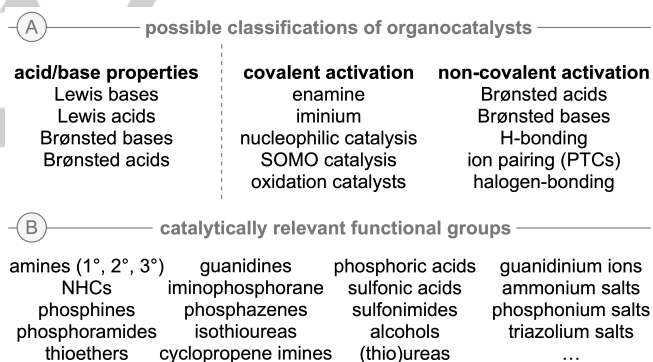 A possible classifications of organocatalysts
acid/base properties covalent activation non-covalent activation
Lewis bases enamine Brønsted acids
Lewis acids iminium Brønsted bases
Brønsted bases nucleophilic catalysis H-bonding
Brønsted acids SOMO catalysis ion pairing (PTCs)
oxidation catalysts halogen-bonding
B catalytically relevant functional groups
amines (1°, 2°, 3°) guanidines phosphoric acids guanidinium ions
NHCs iminophosphorane sulfonic acids ammonium salts
phosphines phosphazenes sulfonimides phosphonium salts
phosphoramides isothioureas alcohols triazolium salts
thioethers cyclopropene imines (thio)ureas …